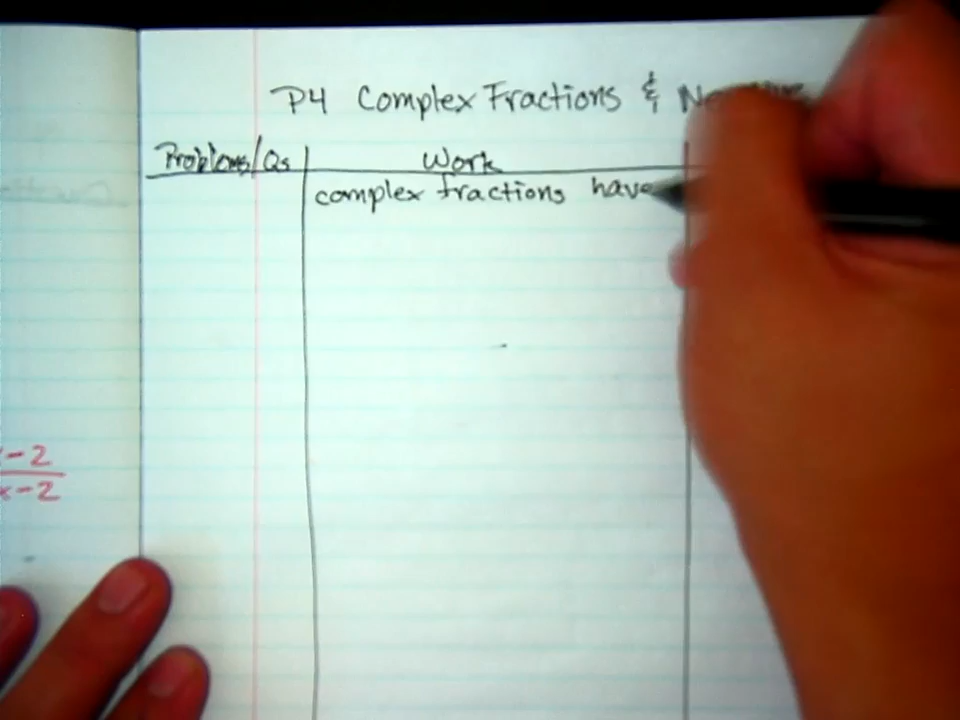 P4 Complex Fractions &
Problems/Qs Work
complex fractions have
-2
x-2